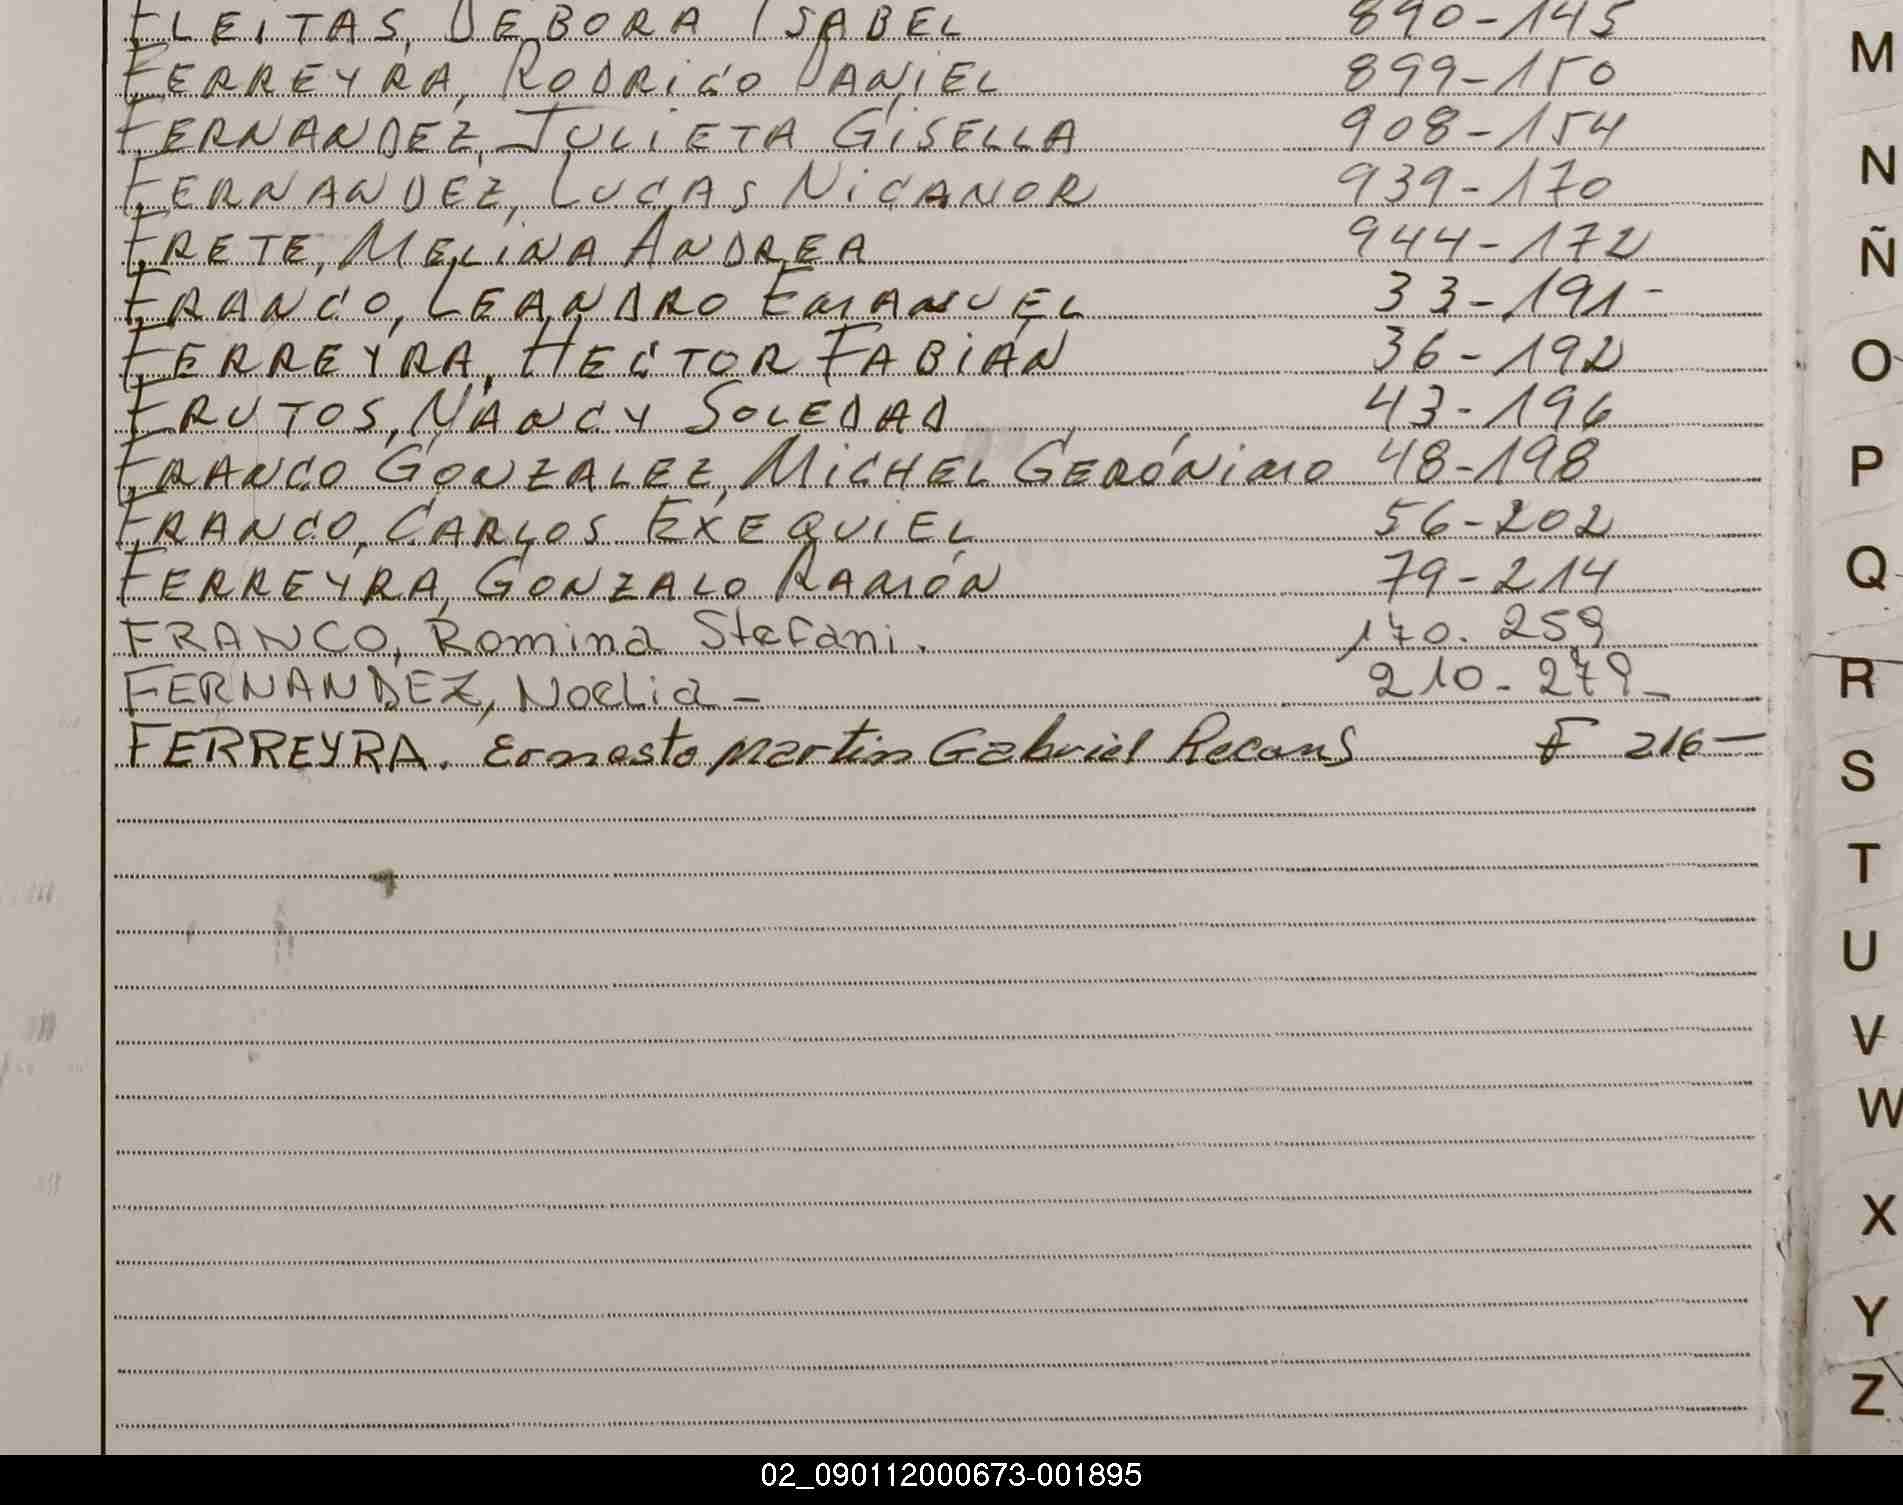 FLEITAS, DEBORA ISABEL 890-145
FERREYRA, RODRIGO DANIEL 899-150
FERNANDEZ, JULIETA GISELLA 908-154
FERNANDEZ, LUCAS NICANOR 939-170
FRETE, MELINA ANDREA 944-172
FRANCO, LEANDRO EMANUEL 33-191-
FERREYRA, HECTOR FABIÁN 36-192
FRUTOS, NANCY SOLEDAD 43-196
FRANCO GONZALEZ, MICHEL GERÓNIMO 48-198
FRANCO, CARLOS EXEQUIEL 56-202
FERREYRA, GONZALO RAMÓN 79-214
FRANCO, Romina Stefani. 170-259
FERNANDEZ, Noelia - 210-279-
FERREYRA. Ernesto Martin Gabriel F 216-
M
N
Ñ
O
P
Q
R
S
T
U
V
W
X
Y
Z
02_090112000673-001895